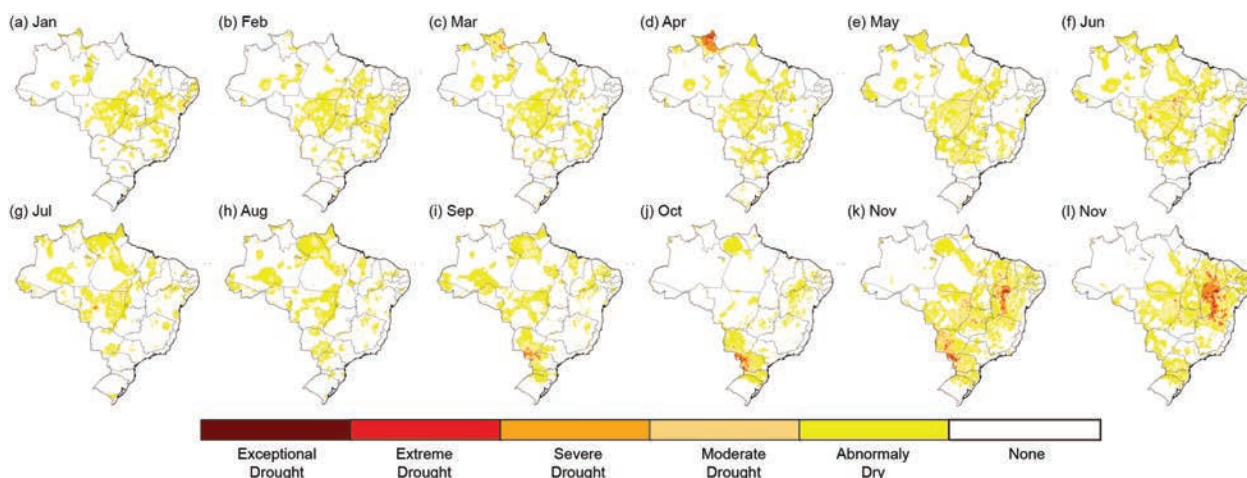 (a) Jan
(b) Feb
(c) Mar
(d) Apr
(e) May
(f) Jun
(g) Jul
(h) Aug
(i) Sep
(j) Oct
(k) Nov
(l) Nov
Exceptional
Drought
Extreme
Drought
Severe
Drought
Moderate
Drought
Abnormaly
Dry
None